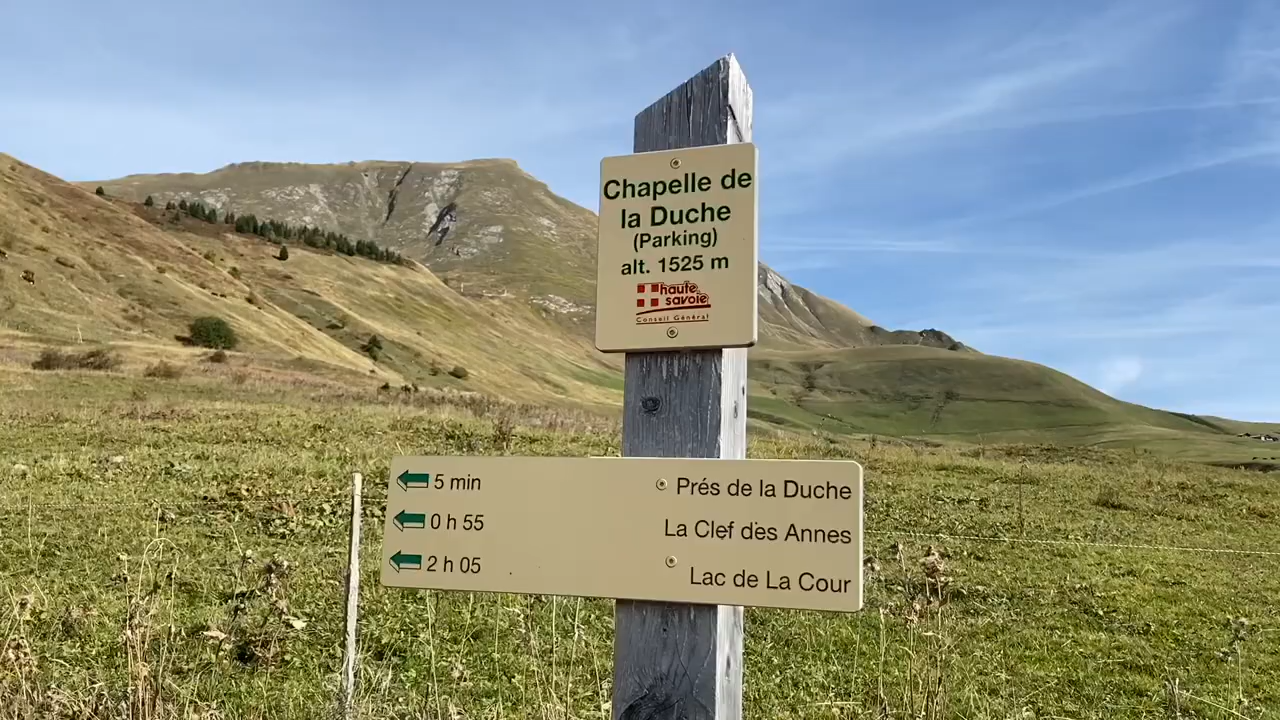 Chapelle de
la Duche
(Parking)
alt. 1525 m
haute
savoie
Conseil Général
5 min Prés de la Duche
0 h 55 La Clef des Annes
2 h 05 Lac de La Cour